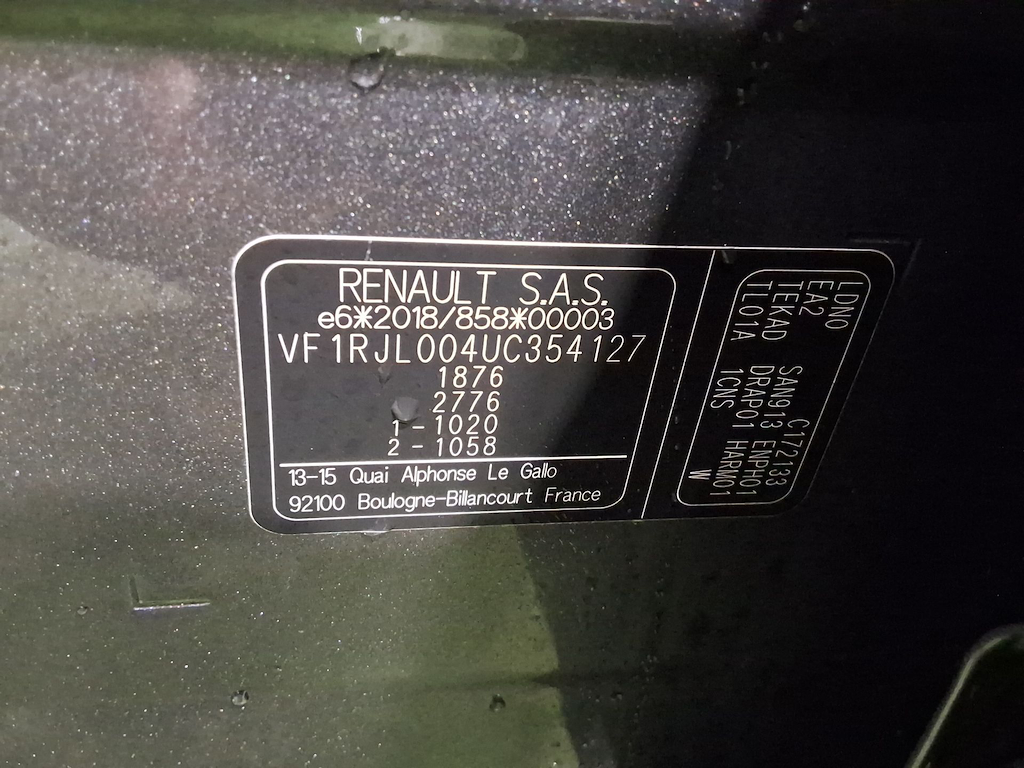 RENAULT S.A.S.
e6*2018/858*00003
VF1RJL004UC354127
1876
2776
1-1020
2-1058
13-15 Quai Alphonse Le Gallo
92100 Boulogne-Billancourt France
LDNO C172133
EA2 SAN913 ENPH01
TEKAD DRAP01 HARM01
TL01A 1CNS W